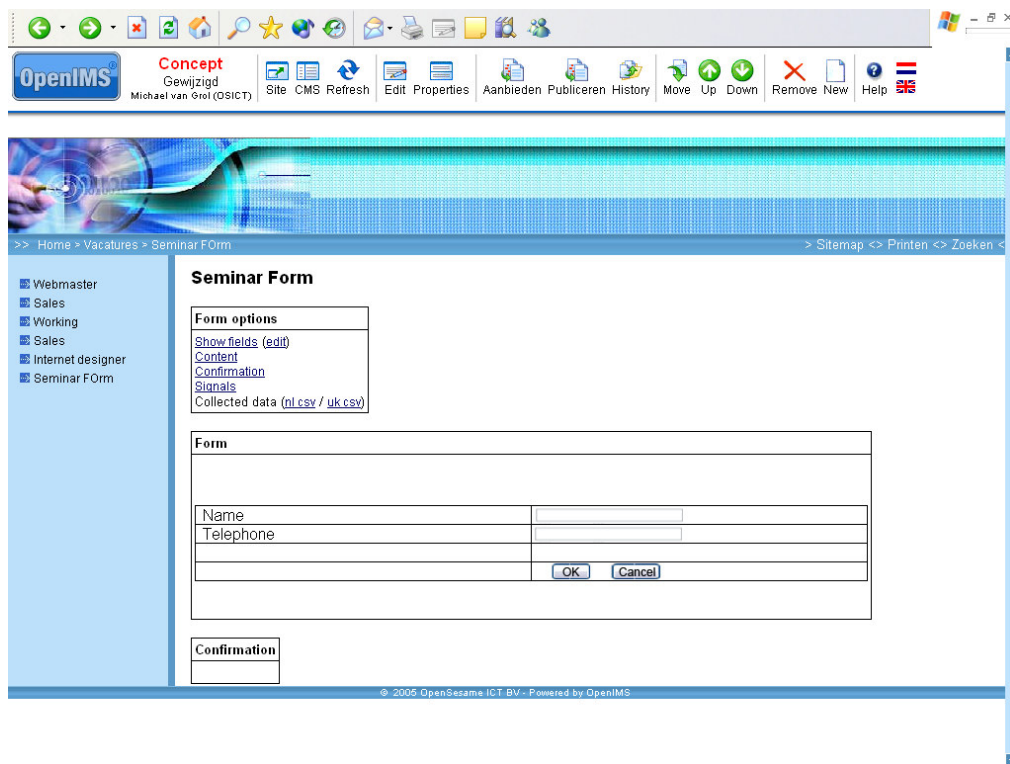 OpenIMS®
Concept
Gewijzigd
Michael van Grol (OSICT)
Site CMS Refresh Edit Properties Aanbieden Publiceren History Move Up Down Remove New Help
>> Home > Vacatures > Seminar FOrm
> Sitemap <> Printen <> Zoeken <
Webmaster
Sales
Working
Sales
Internet designer
Seminar FOrm
Seminar Form
Form options
Show fields (edit)
Content
Confirmation
Signals
Collected data (nl csv / uk csv)
Form
Name
Telephone
OK Cancel
Confirmation
© 2005 OpenSesame ICT BV - Powered by OpenIMS